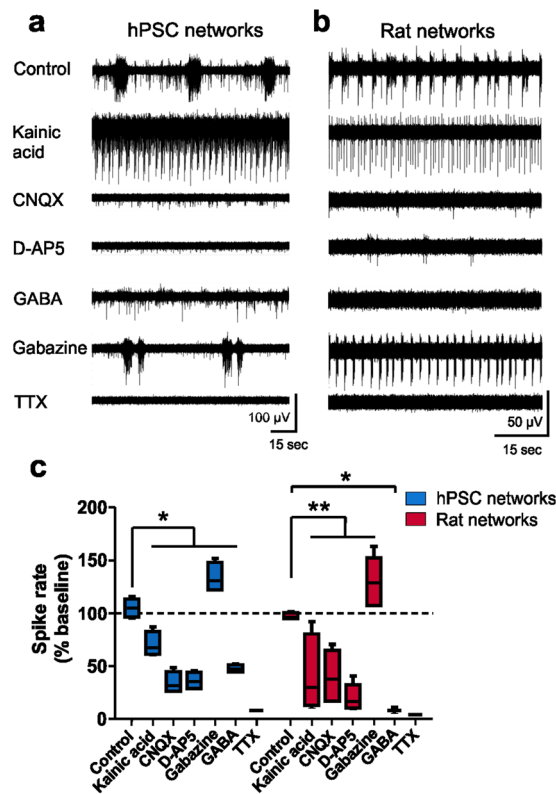 a
hPSC networks
b
Rat networks
Control
Kainic
acid
CNQX
D-AP5
GABA
Gabazine
TTX
100 µV
15 sec
50 µV
15 sec
c
hPSC networks
Rat networks
Spike rate
(% baseline)
200
150
100
50
0
*
**
*
Control
Kainic acid
CNQX
D-AP5
Gabazine
GABA
TTX
Control
Kainic acid
CNQX
D-AP5
Gabazine
GABA
TTX